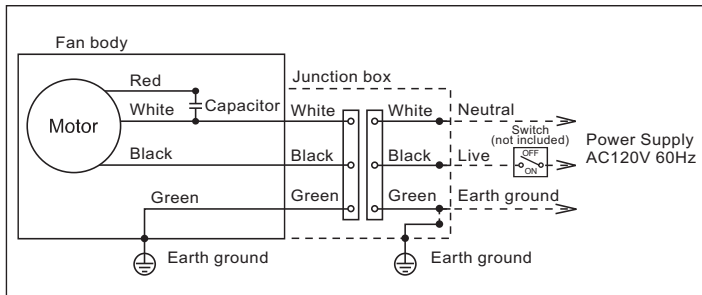 Fan body
Red
Junction box
White
Capacitor
White
White
Neutral
Motor
Switch
(not included)
OFF
ON
Power Supply
AC120V 60Hz
Black
Black
Black
Live
Green
Green
Green
Earth ground
Earth ground
Earth ground